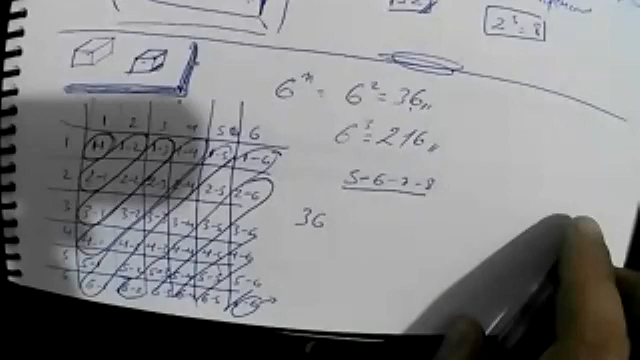 2³ = 8
6ⁿ = 6² = 36,,
6³ = 216,,
5-6-7-8
36
1 2 3 4 5 6
1 1-1 1-2 1-3 1-4 1-5 1-6
2 2-1 2-2 2-3 2-4 2-5 2-6
3 3-1 3-2 3-3 3-4 3-5 3-6
4 4-1 4-2 4-3 4-4 4-5 4-6
5 5-1 5-2 5-3 5-4 5-5 5-6
6 6-1 6-2 6-3 6-4 6-5 6-6